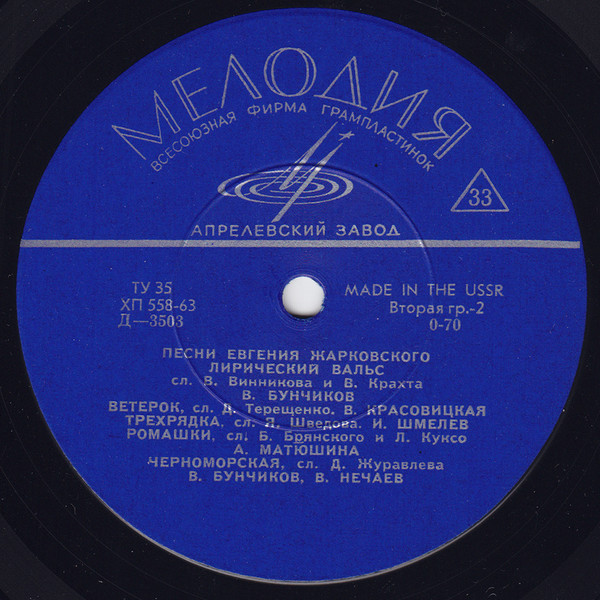 МЕЛОДИЯ
ВСЕСОЮЗНАЯ ФИРМА ГРАМПЛАСТИНОК
33
АПРЕЛЕВСКИЙ ЗАВОД
ТУ 35
ХП 558-63
Д—3503
MADE IN THE USSR
Вторая гр.-2
0-70
ПЕСНИ ЕВГЕНИЯ ЖАРКОВСКОГО
ЛИРИЧЕСКИЙ ВАЛЬС
сл. В. Винникова и В. Крахта
В. БУНЧИКОВ
ВЕТЕРОК, сл. Д. Терещенко, В. КРАСОВИЦКАЯ
ТРЕХРЯДКА, сл. Я. Шведова, И. ШМЕЛЕВ
РОМАШКИ, сл. Б. Брянского и Л. Куксо
А. МАТЮШИНА
ЧЕРНОМОРСКАЯ, сл. Д. Журавлева
В. БУНЧИКОВ, В. НЕЧАЕВ